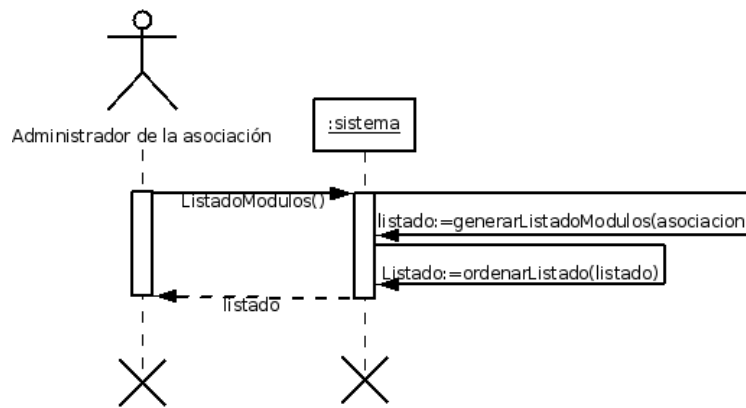 :sistema
Administrador de la asociación
ListadoModulos()
listado:=generarListadoModulos(asociacion
Listado:=ordenarListado(listado)
listado